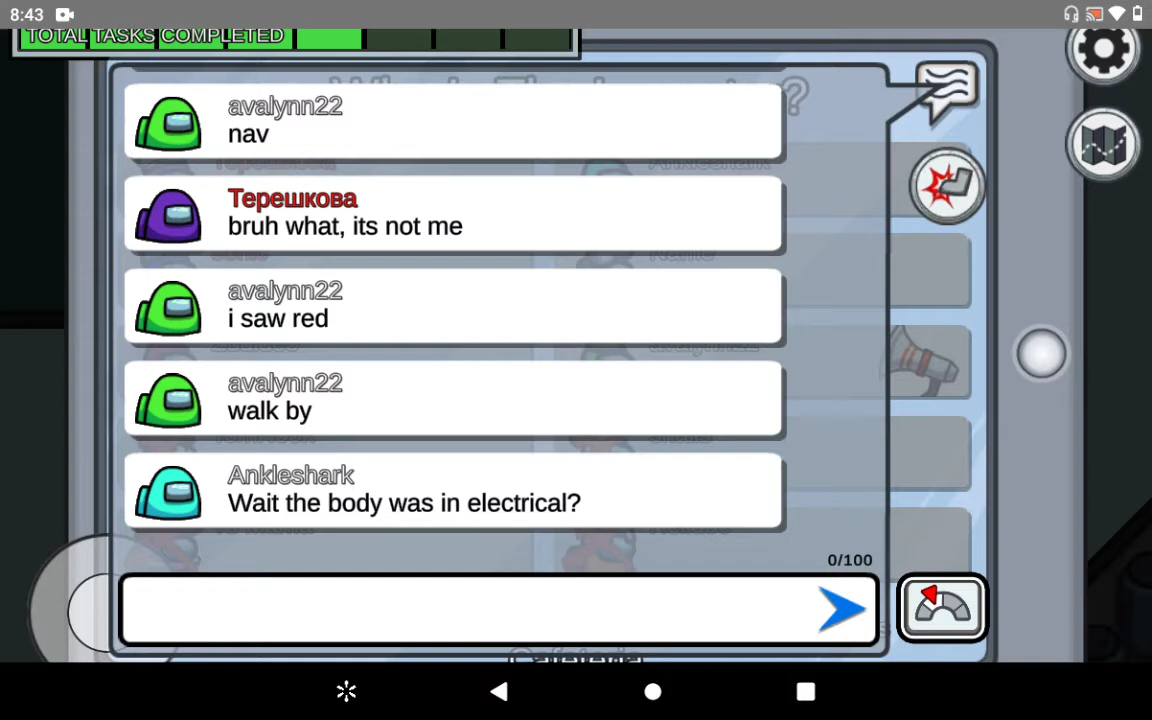 8:43
TOTAL TASKS COMPLETED
avalynn22
nav
Терешкова
bruh what, its not me
avalynn22
i saw red
avalynn22
walk by
Ankleshark
Wait the body was in electrical?
0/100